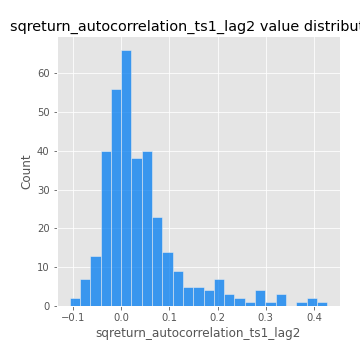 sqreturn_autocorrelation_ts1_lag2 value distribut
Count
60
50
40
30
20
10
0
−0.1 0.0 0.1 0.2 0.3 0.4
sqreturn_autocorrelation_ts1_lag2